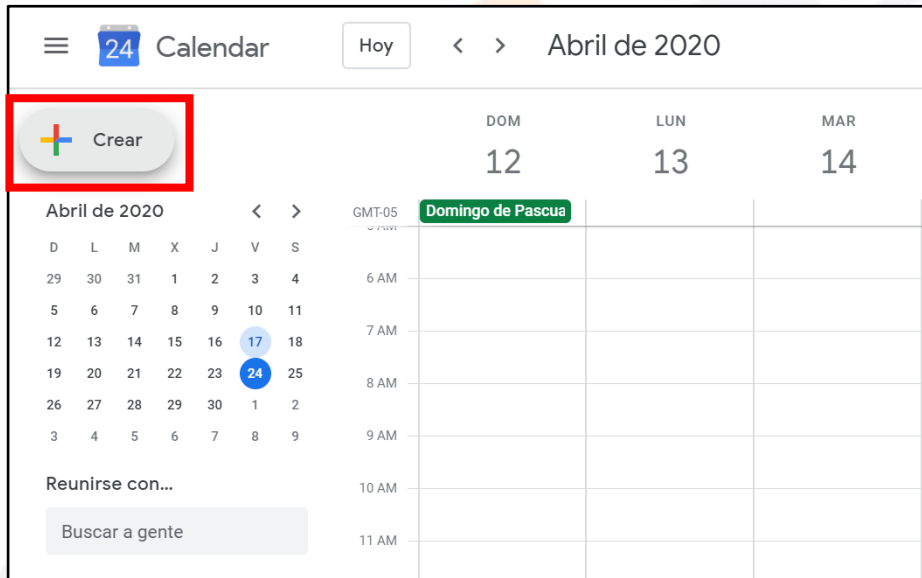 24 Calendar Hoy < > Abril de 2020
Crear
DOM LUN MAR
12 13 14
Abril de 2020 < >
GMT-05 Domingo de Pascua
D L M X J V S
29 30 31 1 2 3 4
5 6 7 8 9 10 11
12 13 14 15 16 17 18
19 20 21 22 23 24 25
26 27 28 29 30 1 2
3 4 5 6 7 8 9
6 AM
7 AM
8 AM
9 AM
10 AM
11 AM
Reunirse con...
Buscar a gente